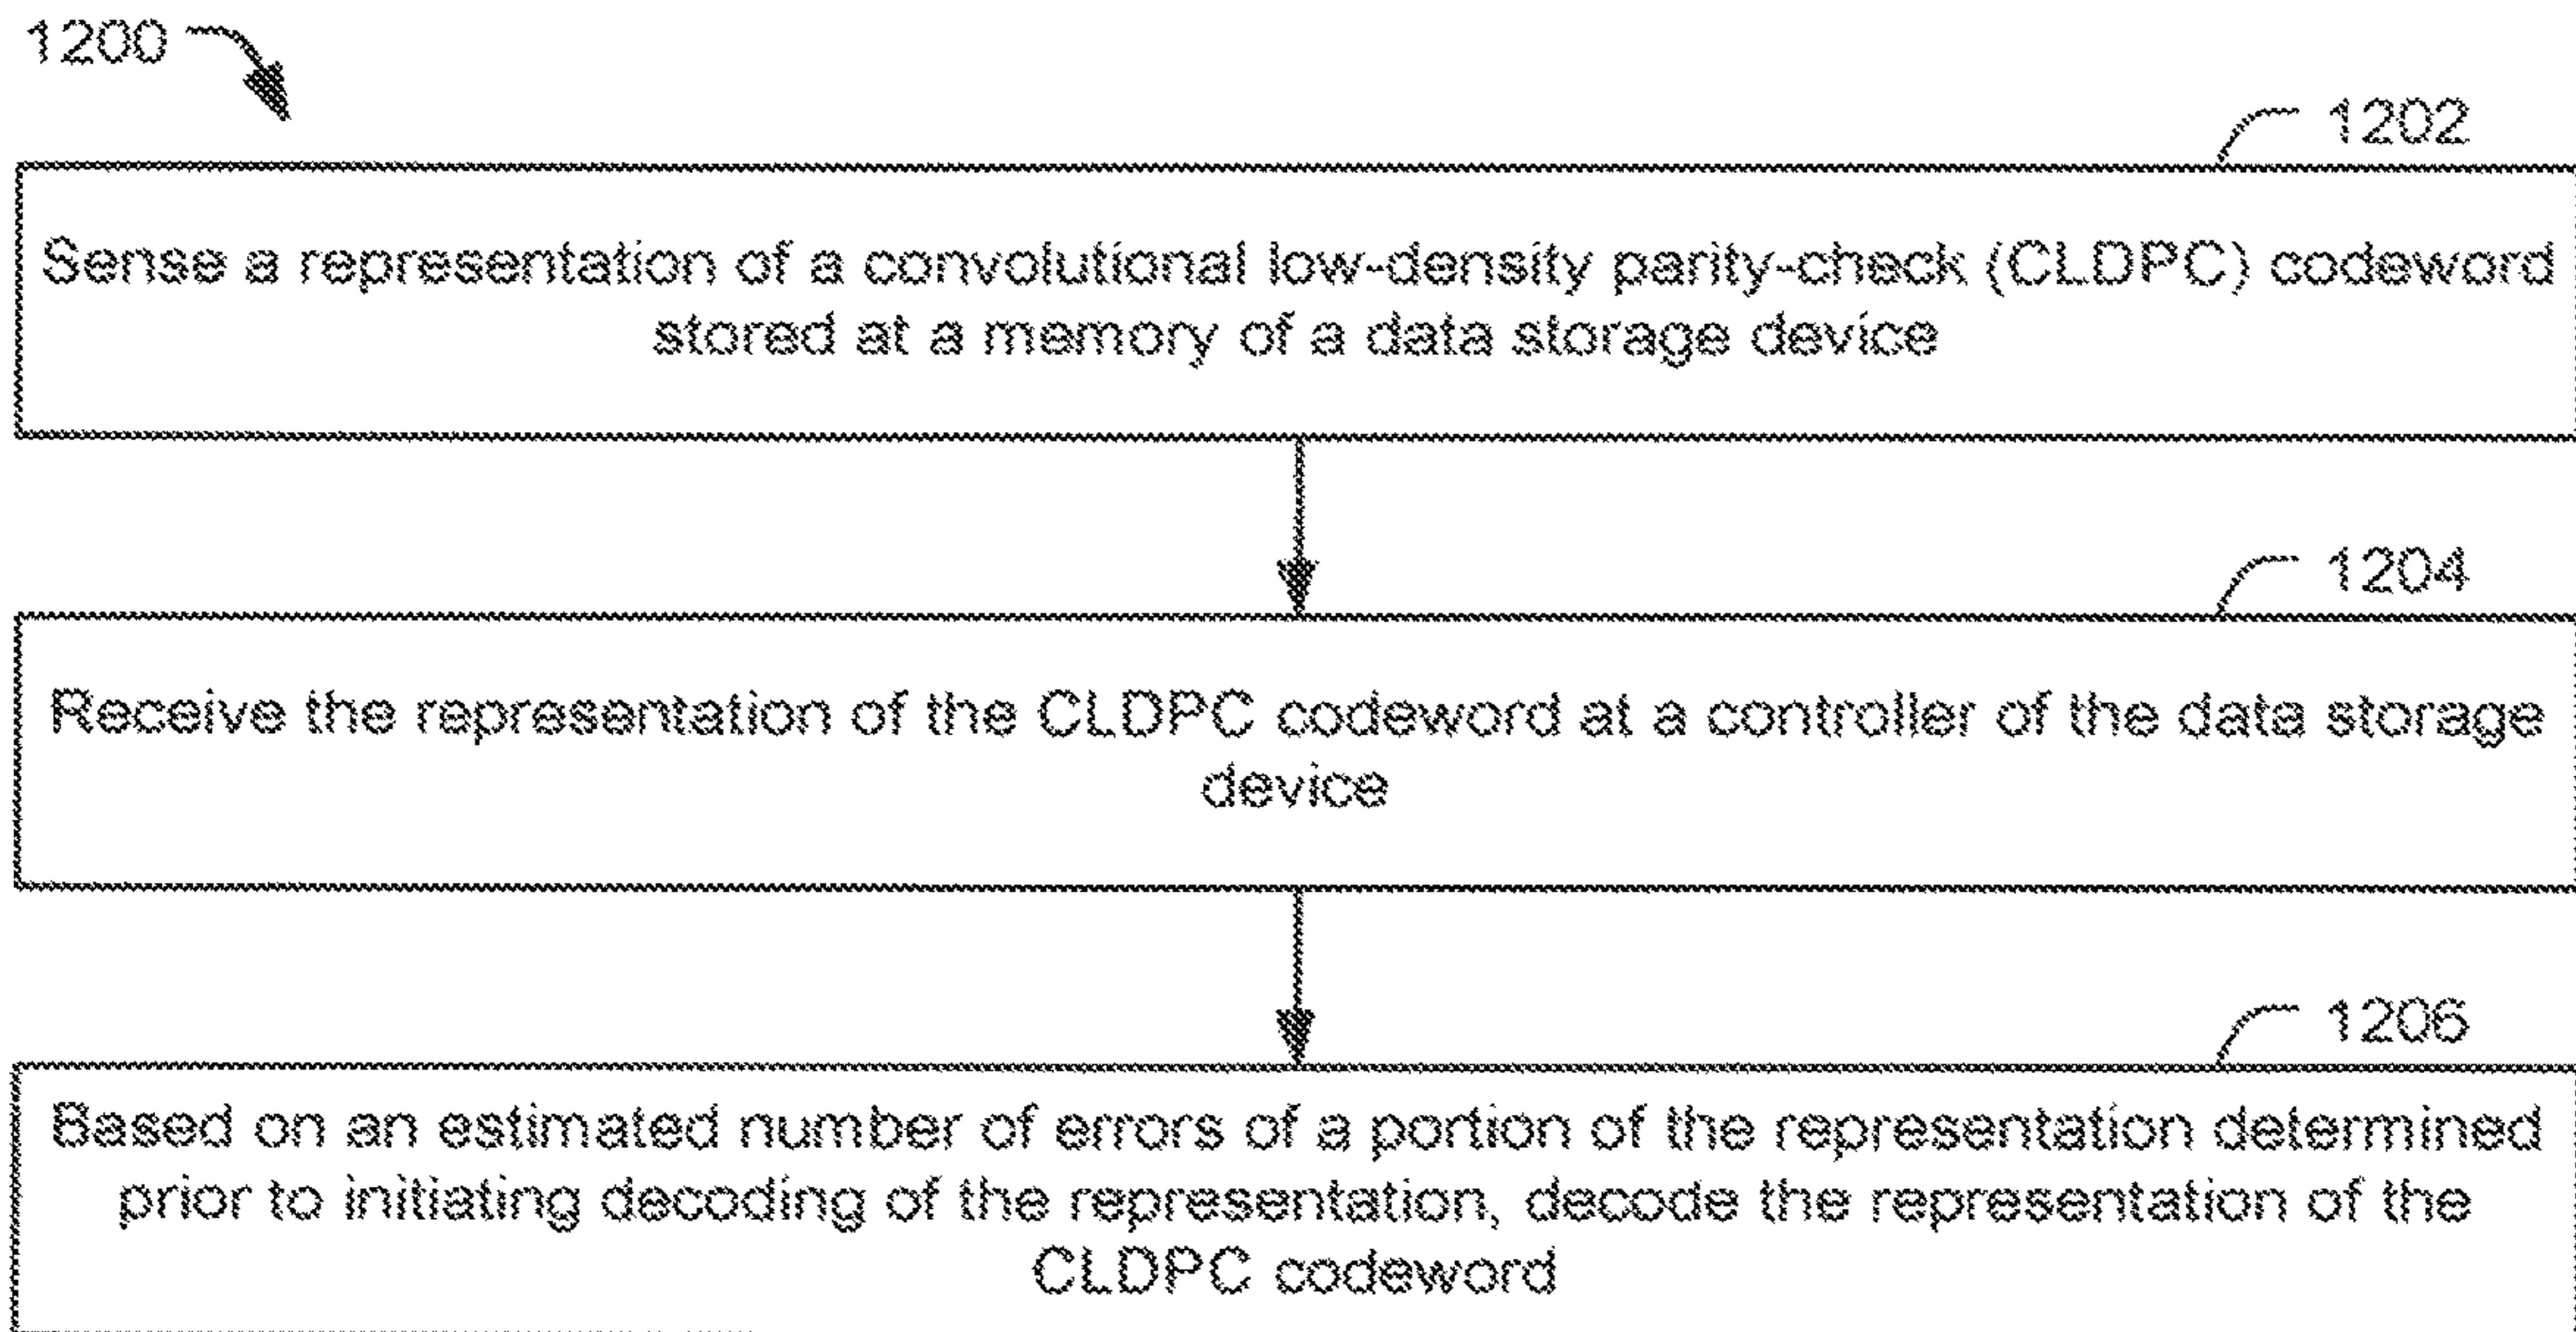 1200
1202
Sense a representation of a convolutional low-density parity-check (CLDPC) codeword
stored at a memory of a data storage device
1204
Receive the representation of the CLDPC codeword at a controller of the data storage
device
1206
Based on an estimated number of errors of a portion of the representation determined
prior to initiating decoding of the representation, decode the representation of the
CLDPC codeword